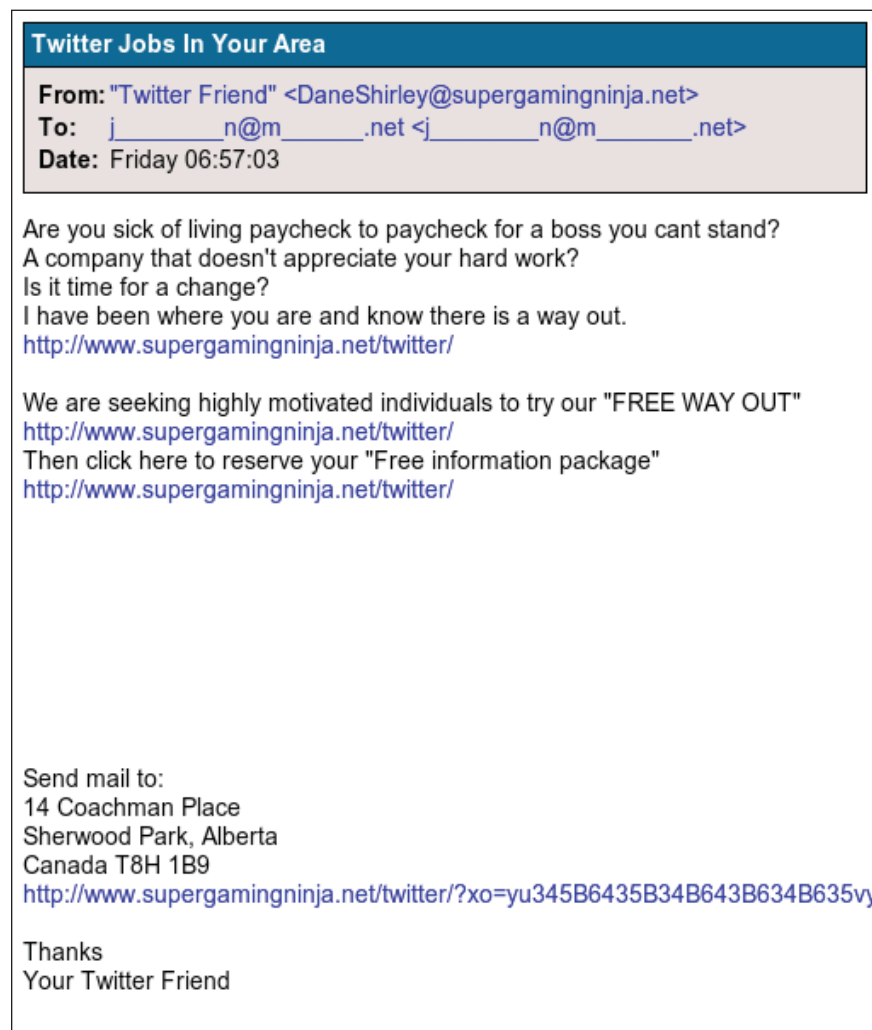 Twitter Jobs In Your Area
From: "Twitter Friend" <DaneShirley@supergamingninja.net>
To: j________n@m______.net <j________n@m_______.net>
Date: Friday 06:57:03
Are you sick of living paycheck to paycheck for a boss you cant stand?
A company that doesn't appreciate your hard work?
Is it time for a change?
I have been where you are and know there is a way out.
http://www.supergamingninja.net/twitter/
We are seeking highly motivated individuals to try our "FREE WAY OUT"
http://www.supergamingninja.net/twitter/
Then click here to reserve your "Free information package"
http://www.supergamingninja.net/twitter/
Send mail to:
14 Coachman Place
Sherwood Park, Alberta
Canada T8H 1B9
http://www.supergamingninja.net/twitter/?xo=yu345B6435B34B643B634B635vy
Thanks
Your Twitter Friend